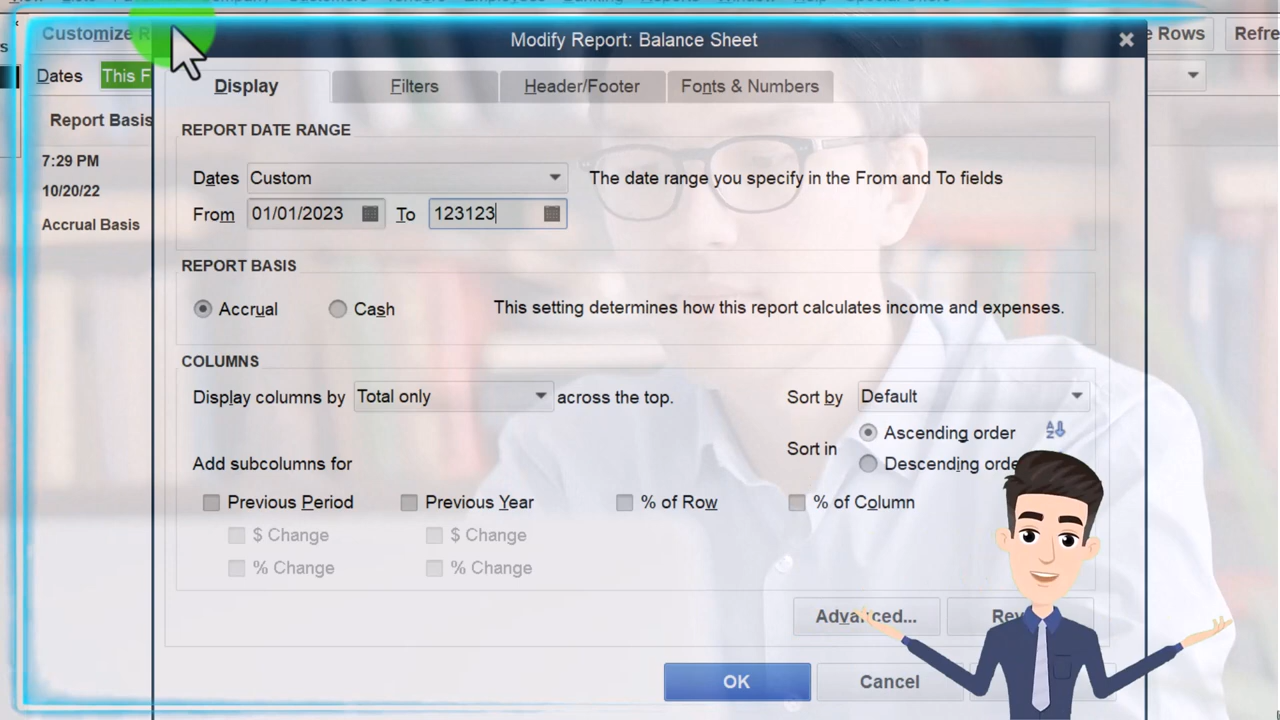 Customize R
Modify Report: Balance Sheet
e Rows
Refre
Dates This F
Display
Filters
Header/Footer
Fonts & Numbers
Report Basis
REPORT DATE RANGE
7:29 PM
Dates Custom
The date range you specify in the From and To fields
10/20/22
From 01/01/2023 To 123123
Accrual Basis
REPORT BASIS
Accrual
Cash
This setting determines how this report calculates income and expenses.
COLUMNS
Display columns by Total only across the top.
Sort by Default
Sort in
Ascending order
Descending orde
Add subcolumns for
Previous Period
Previous Year
% of Row
% of Column
$ Change
$ Change
% Change
% Change
Advanced...
Rev
OK
Cancel